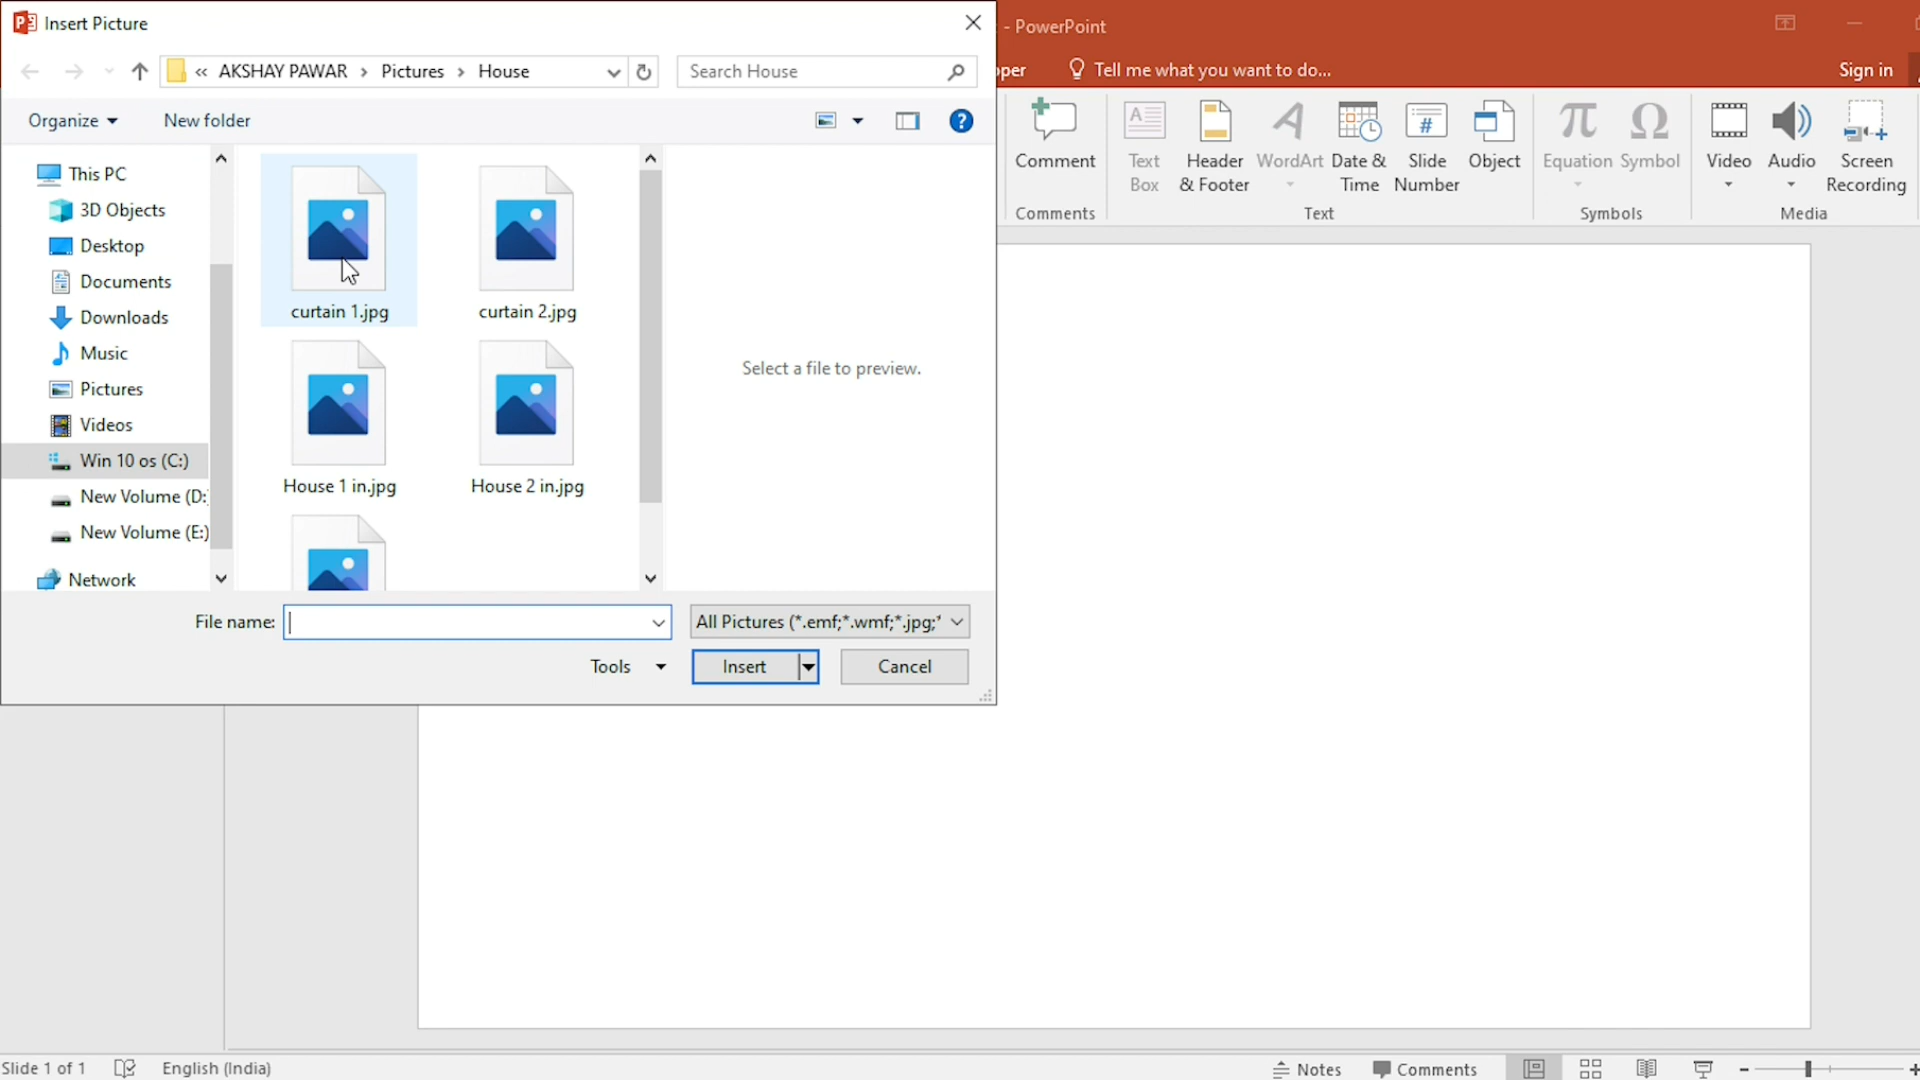 Insert Picture
- PowerPoint
« AKSHAY PAWAR › Pictures › House
Search House
per
Tell me what you want to do...
Sign in
Organize
New folder
This PC
3D Objects
Desktop
Documents
Downloads
Music
Pictures
Videos
Win 10 os (C:)
New Volume (D:
New Volume (E:)
Network
curtain 1.jpg
curtain 2.jpg
House 1 in.jpg
House 2 in.jpg
Select a file to preview.
File name:
All Pictures (*.emf;*.wmf;*.jpg;*
Tools
Insert
Cancel
Comment
Text Box
Header & Footer
WordArt
Date & Time
Slide Number
Object
Equation
Symbol
Video
Audio
Screen Recording
Comments
Text
Symbols
Media
Slide 1 of 1
English (India)
Notes
Comments